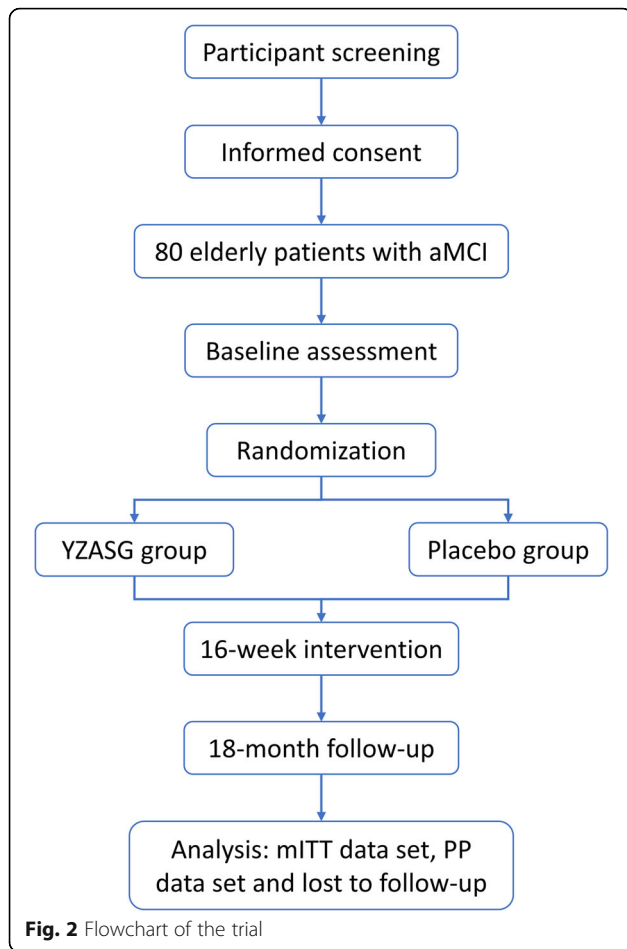 Participant screening
Informed consent
80 elderly patients with aMCI
Baseline assessment
Randomization
YZASG group
Placebo group
16-week intervention
18-month follow-up
Analysis: mITT data set, PP
data set and lost to follow-up
Fig. 2 Flowchart of the trial